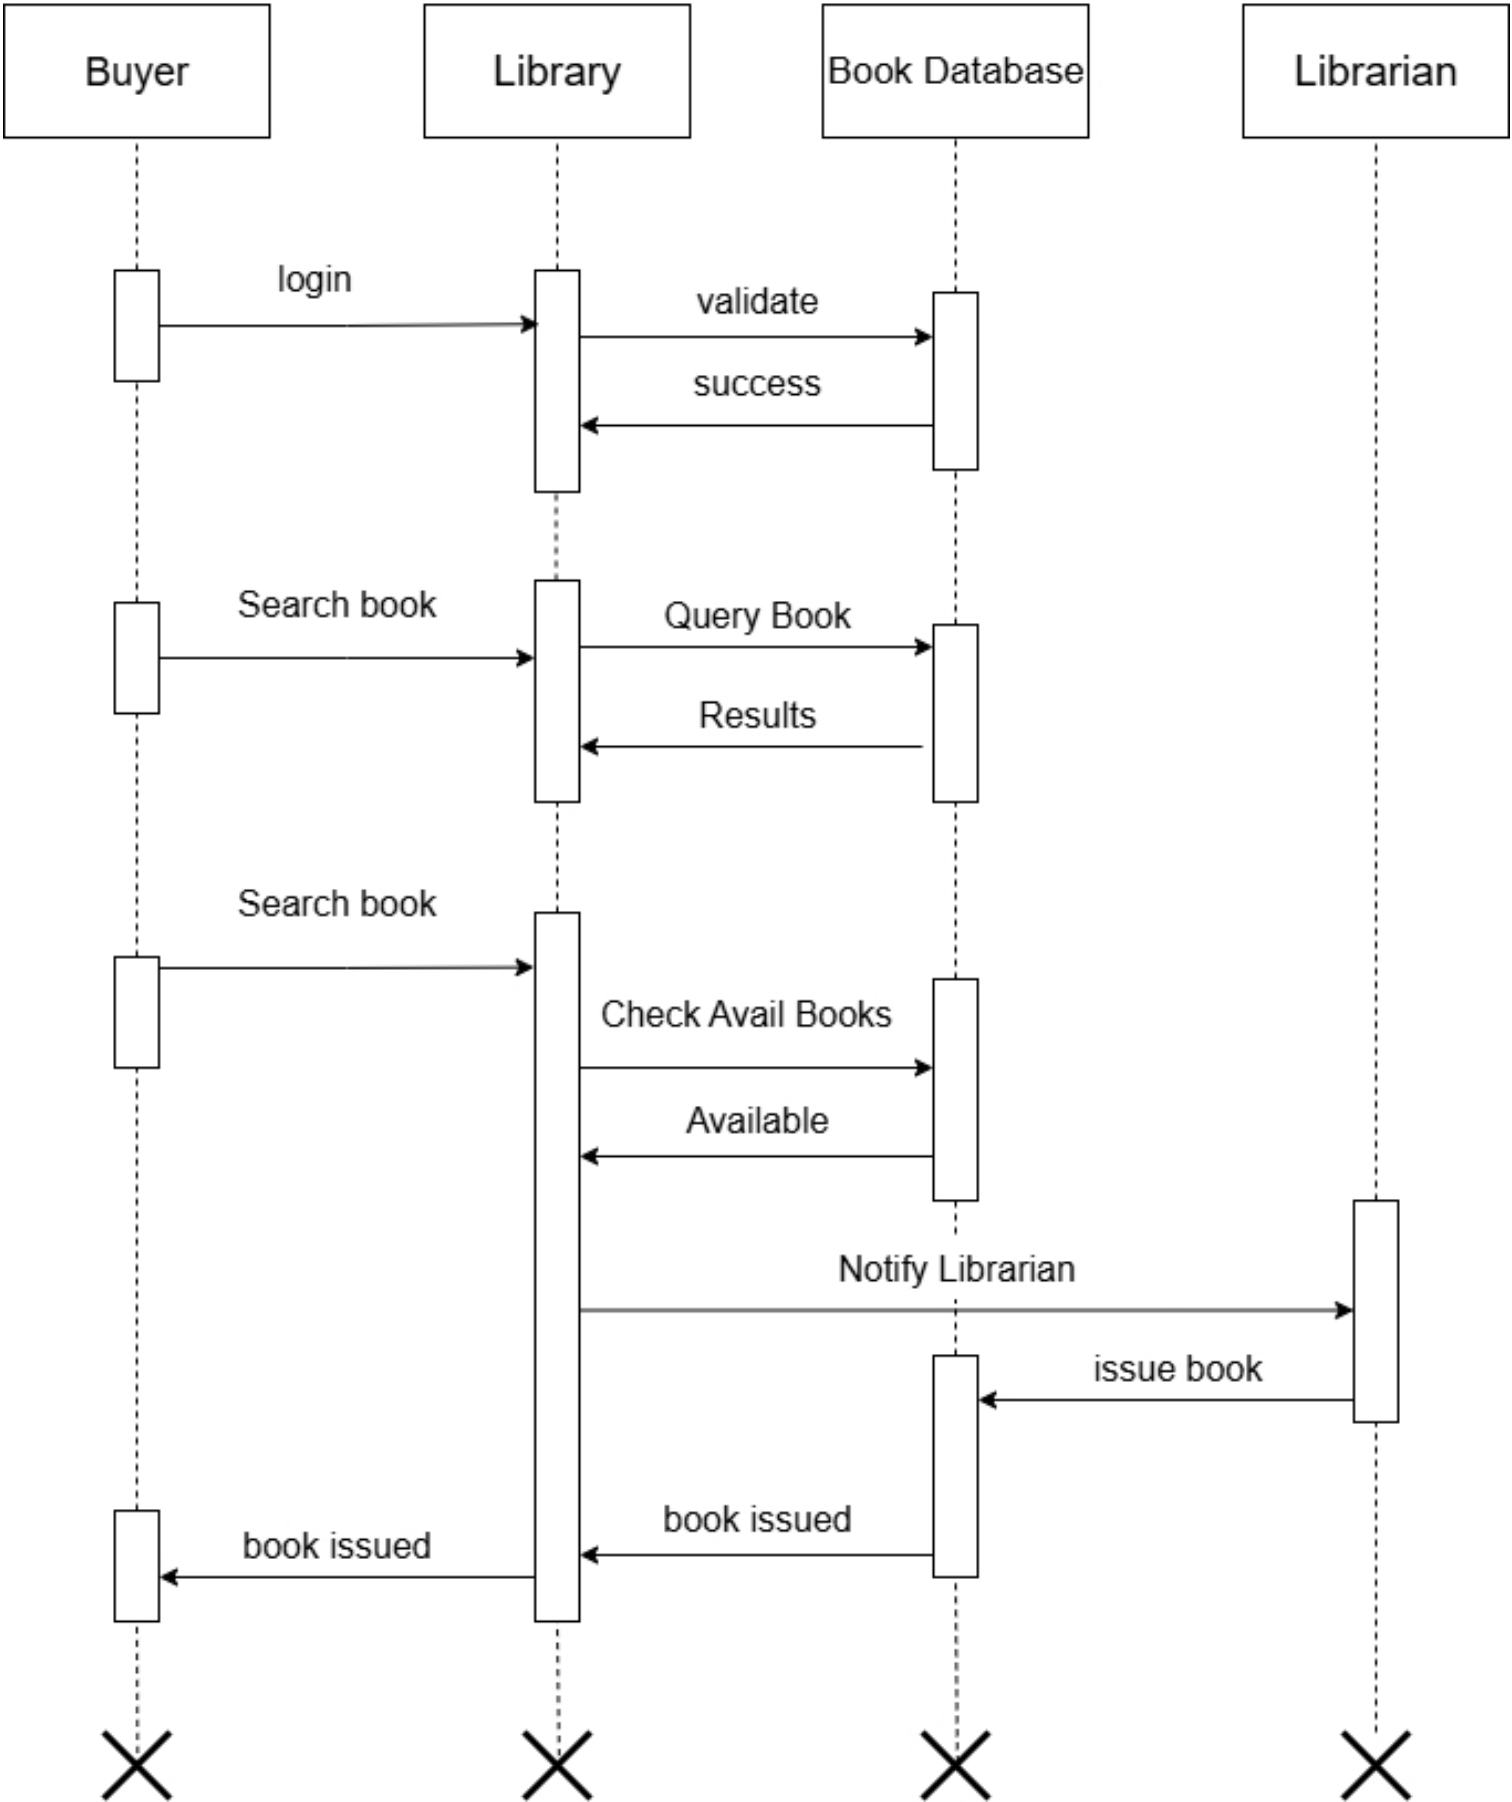 Buyer
Library
Book Database
Librarian
login
validate
success
Search book
Query Book
Results
Search book
Check Avail Books
Available
Notify Librarian
issue book
book issued
book issued